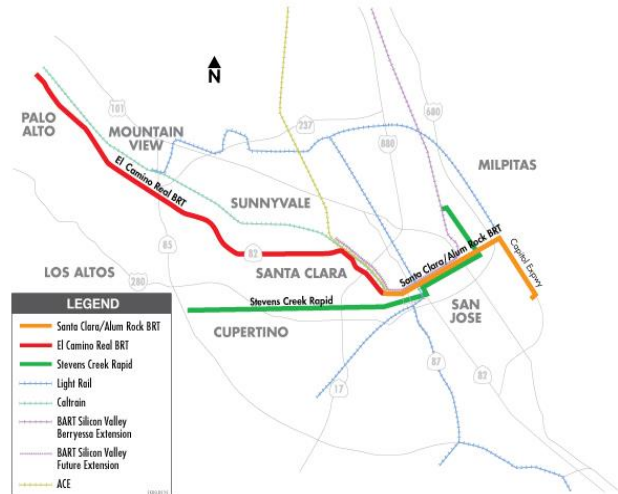 N
PALO
ALTO
101
MOUNTAIN
VIEW
237
680
880
MILPITAS
El Camino Real BRT
SUNNYVALE
Santa Clara/Alum Rock BRT
Capitol Expwy
85
82
LOS ALTOS
280
SANTA CLARA
Stevens Creek Rapid
SAN
JOSE
CUPERTINO
17
87
82
LEGEND
Santa Clara/Alum Rock BRT
El Camino Real BRT
Stevens Creek Rapid
Light Rail
Caltrain
BART Silicon Valley
Berryessa Extension
BART Silicon Valley
Future Extension
ACE